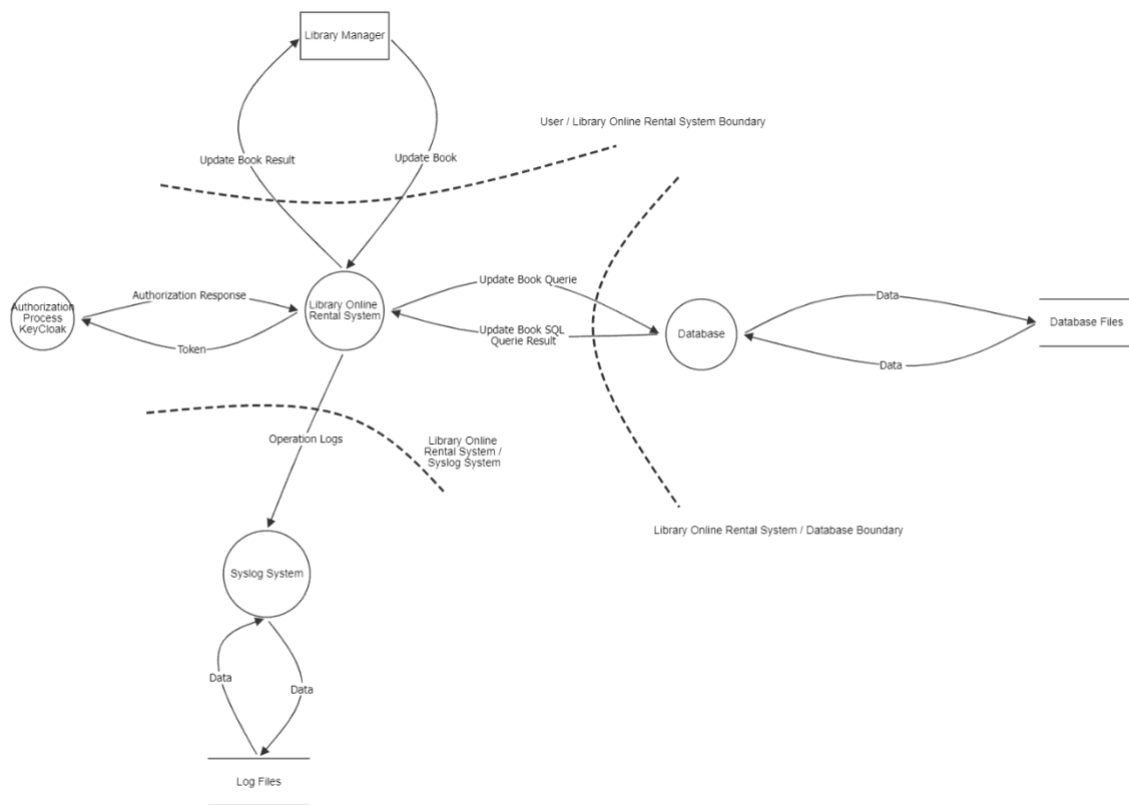 Library Manager
User / Library Online Rental System Boundary
Update Book Result
Update Book
Authorization
Process
KeyCloak
Authorization Response
Token
Library Online
Rental System
Update Book Querie
Update Book SQL
Querie Result
Database
Data
Data
Database Files
Operation Logs
Library Online
Rental System /
Syslog System
Library Online Rental System / Database Boundary
Syslog System
Data
Data
Log Files